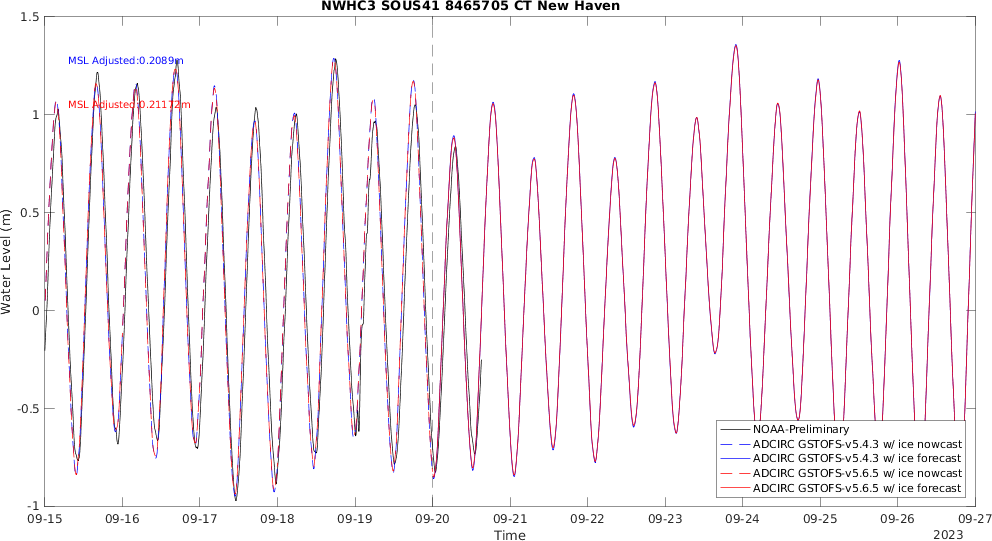 NWHC3 SOUS41 8465705 CT New Haven
1.5
1
0.5
0
-0.5
-1
Water Level (m)
MSL Adjusted:0.2089m
MSL Adjusted:0.21172m
NOAA-Preliminary
ADCIRC GSTOFS-v5.4.3 w/ ice nowcast
ADCIRC GSTOFS-v5.4.3 w/ ice forecast
ADCIRC GSTOFS-v5.6.5 w/ ice nowcast
ADCIRC GSTOFS-v5.6.5 w/ ice forecast
09-15 09-16 09-17 09-18 09-19 09-20 09-21 09-22 09-23 09-24 09-25 09-26 09-27
Time
2023